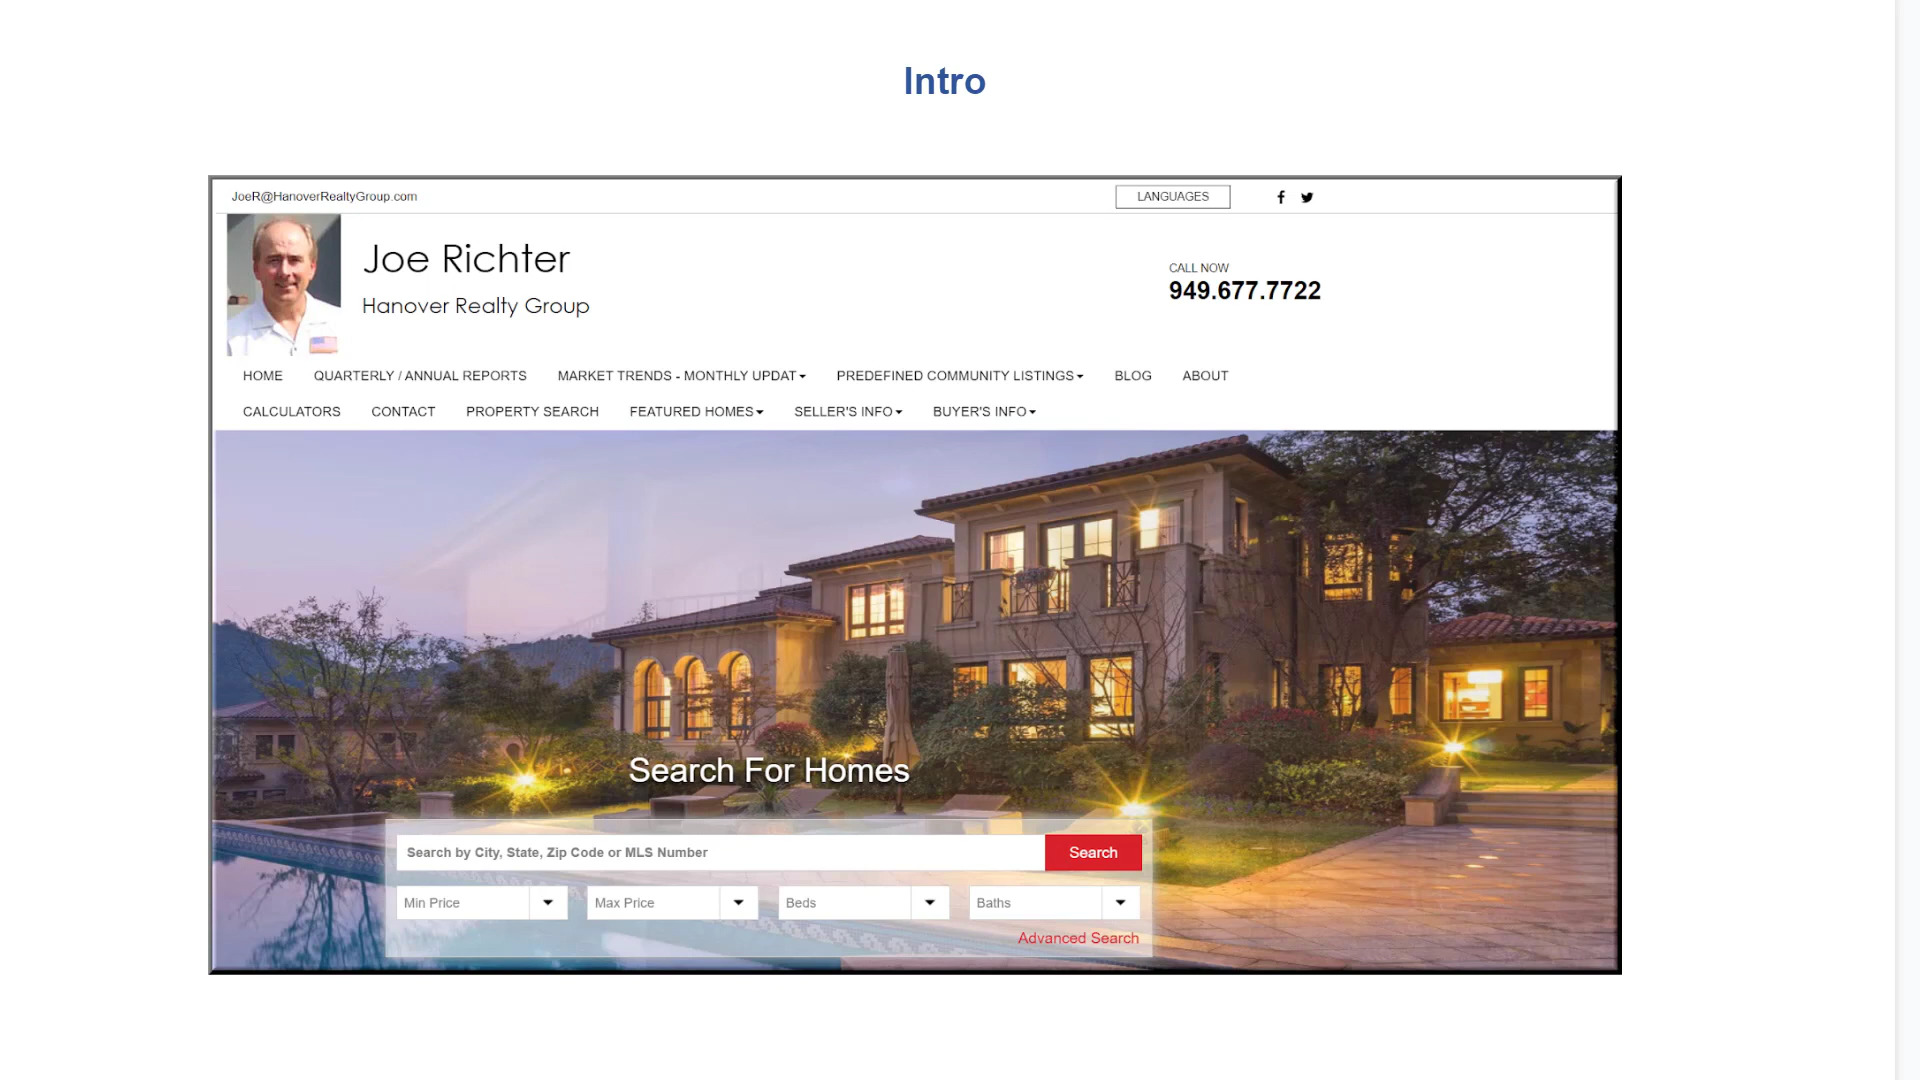 Intro
JoeR@HanoverRealtyGroup.com
LANGUAGES
Joe Richter
Hanover Realty Group
CALL NOW
949.677.7722
HOME QUARTERLY / ANNUAL REPORTS MARKET TRENDS - MONTHLY UPDAT PREDEFINED COMMUNITY LISTINGS BLOG ABOUT
CALCULATORS CONTACT PROPERTY SEARCH FEATURED HOMES SELLER'S INFO BUYER'S INFO
Search For Homes
Search by City, State, Zip Code or MLS Number Search
Min Price Max Price Beds Baths
Advanced Search